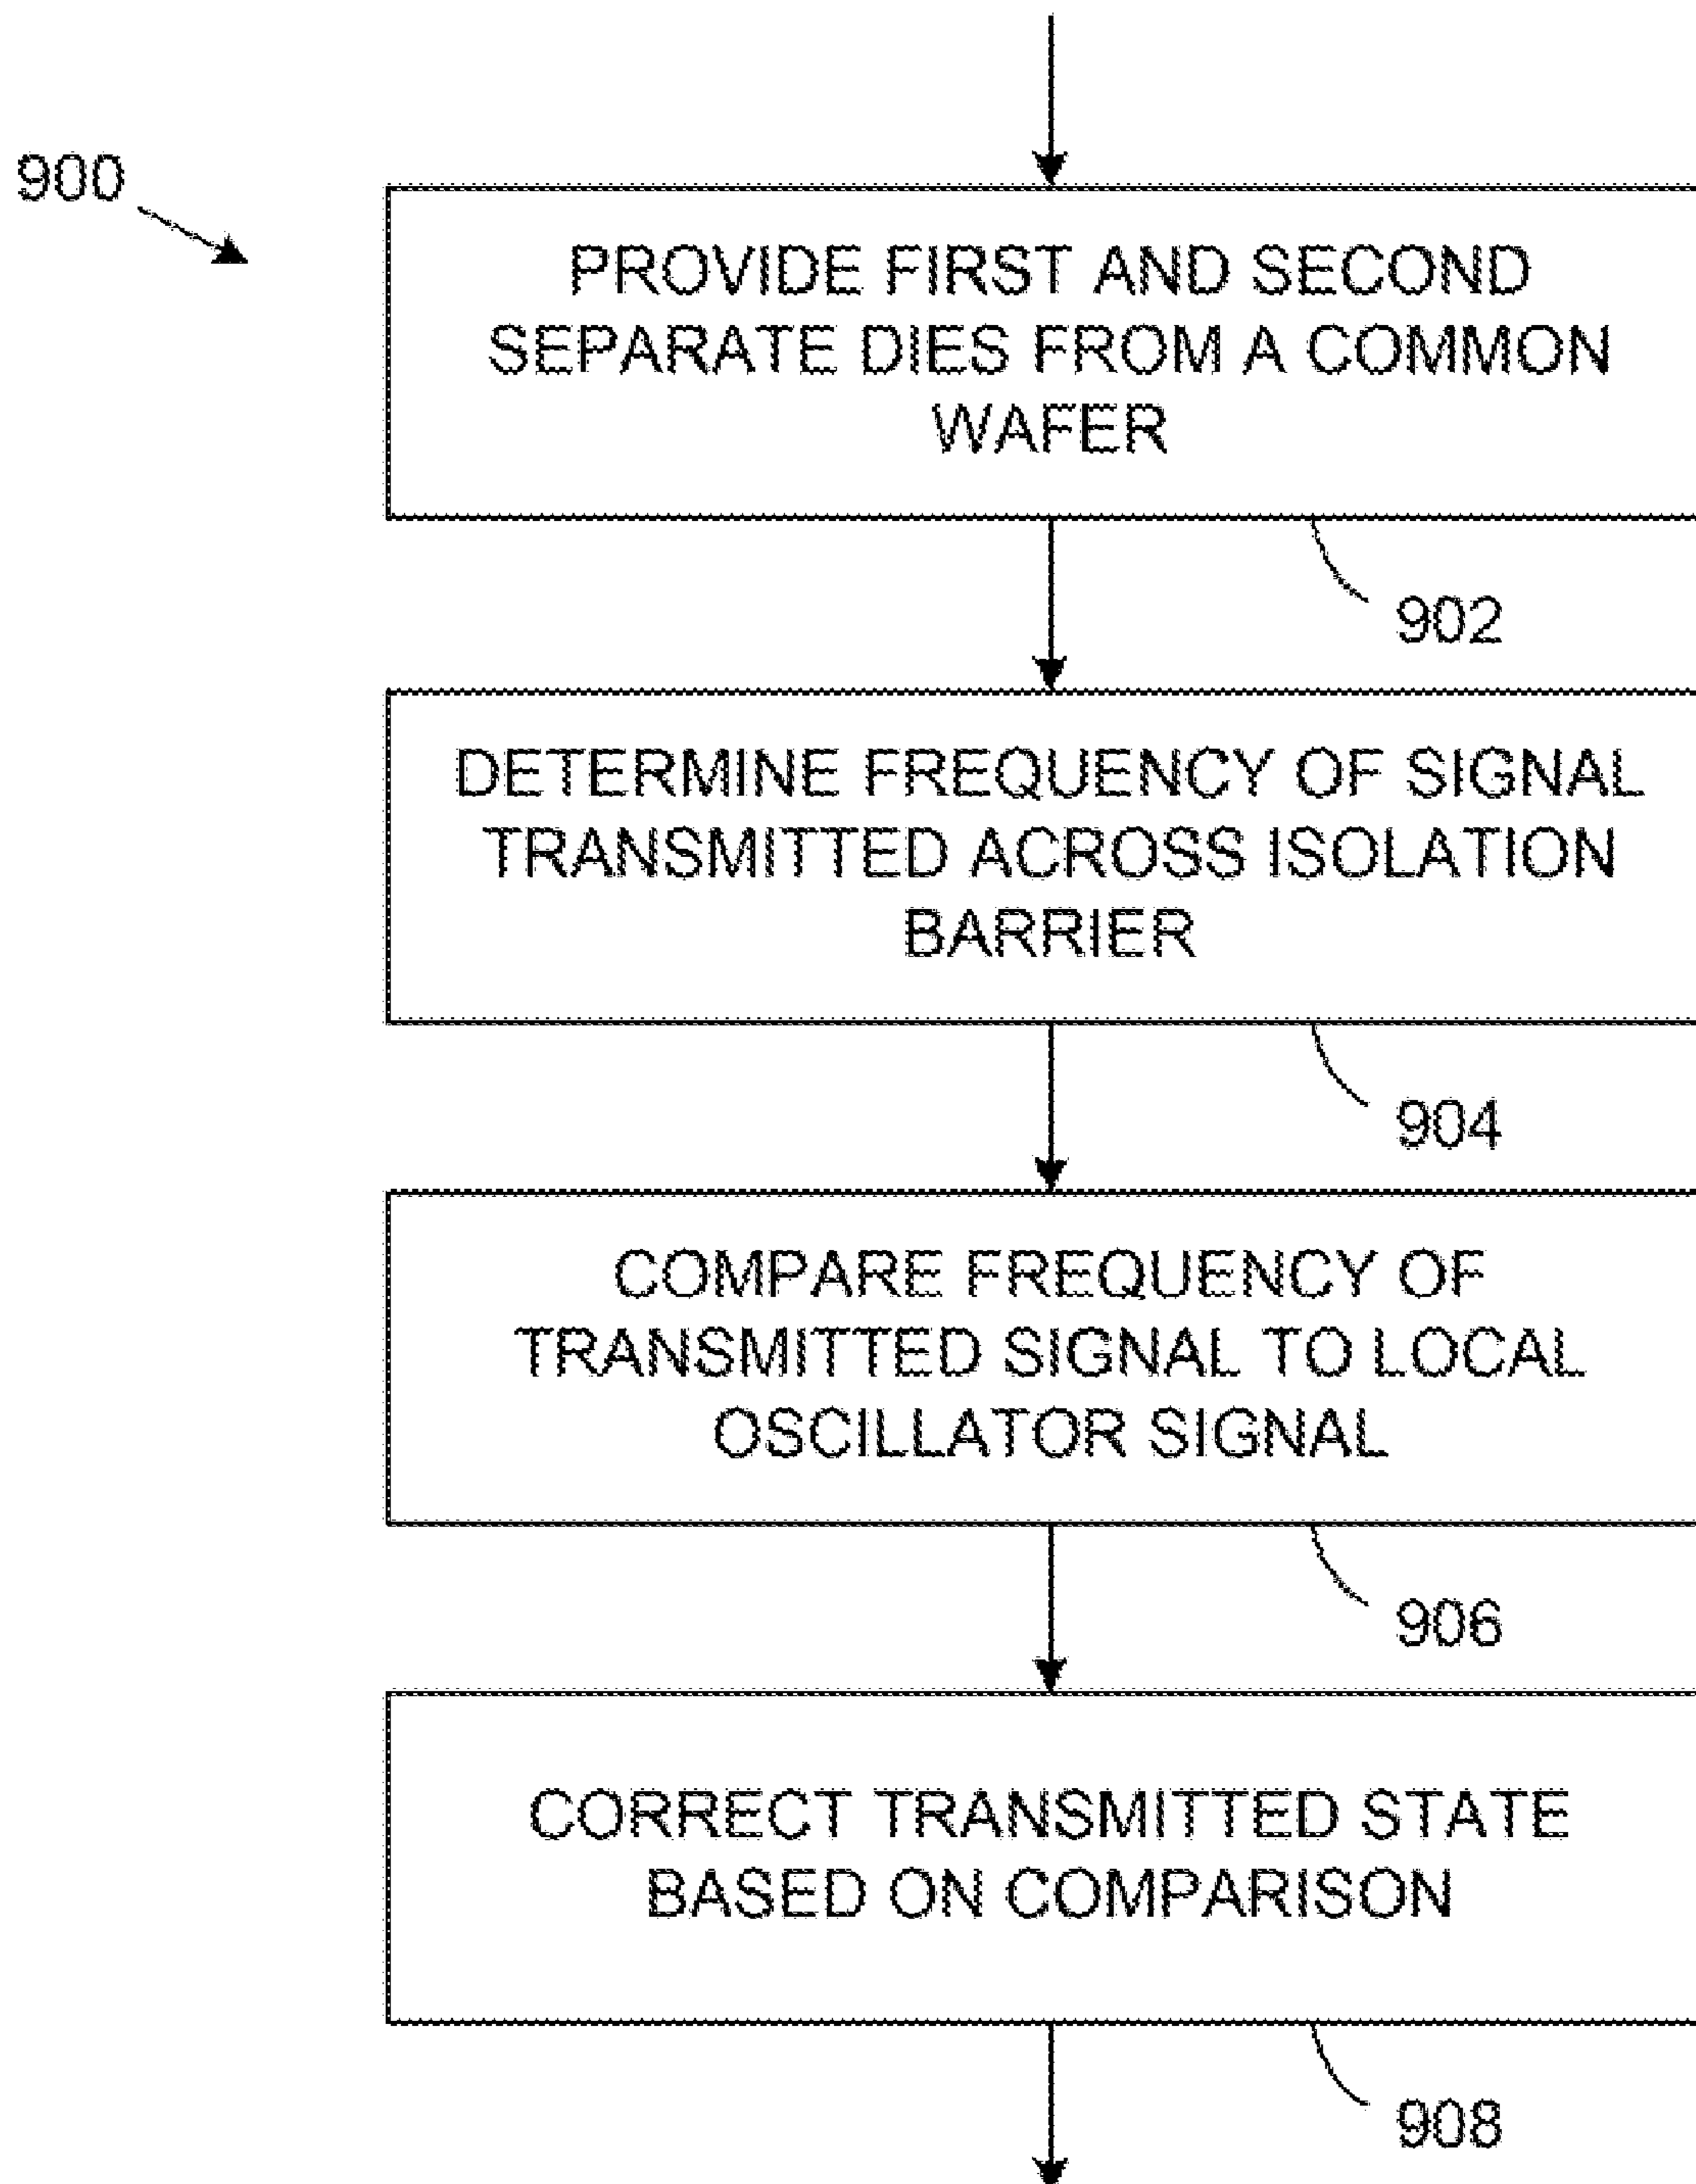 900
PROVIDE FIRST AND SECOND
SEPARATE DIES FROM A COMMON
WAFER
902
DETERMINE FREQUENCY OF SIGNAL
TRANSMITTED ACROSS ISOLATION
BARRIER
904
COMPARE FREQUENCY OF
TRANSMITTED SIGNAL TO LOCAL
OSCILLATOR SIGNAL
906
CORRECT TRANSMITTED STATE
BASED ON COMPARISON
908